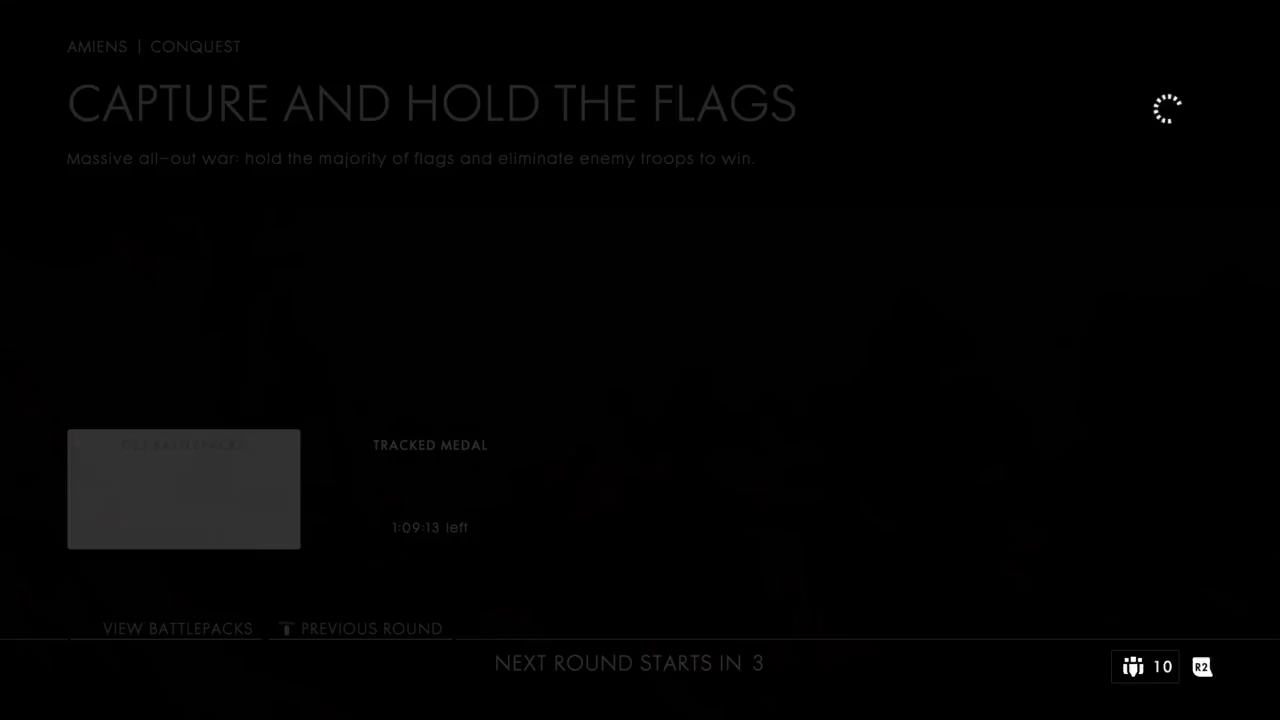 AMIENS | CONQUEST
CAPTURE AND HOLD THE FLAGS
Massive all-out war: hold the majority of flags and eliminate enemy troops to win.
BATTLEPACKS
TRACKED MEDAL
1:09:13 left
VIEW BATTLEPACKS
PREVIOUS ROUND
NEXT ROUND STARTS IN 3
10
R2